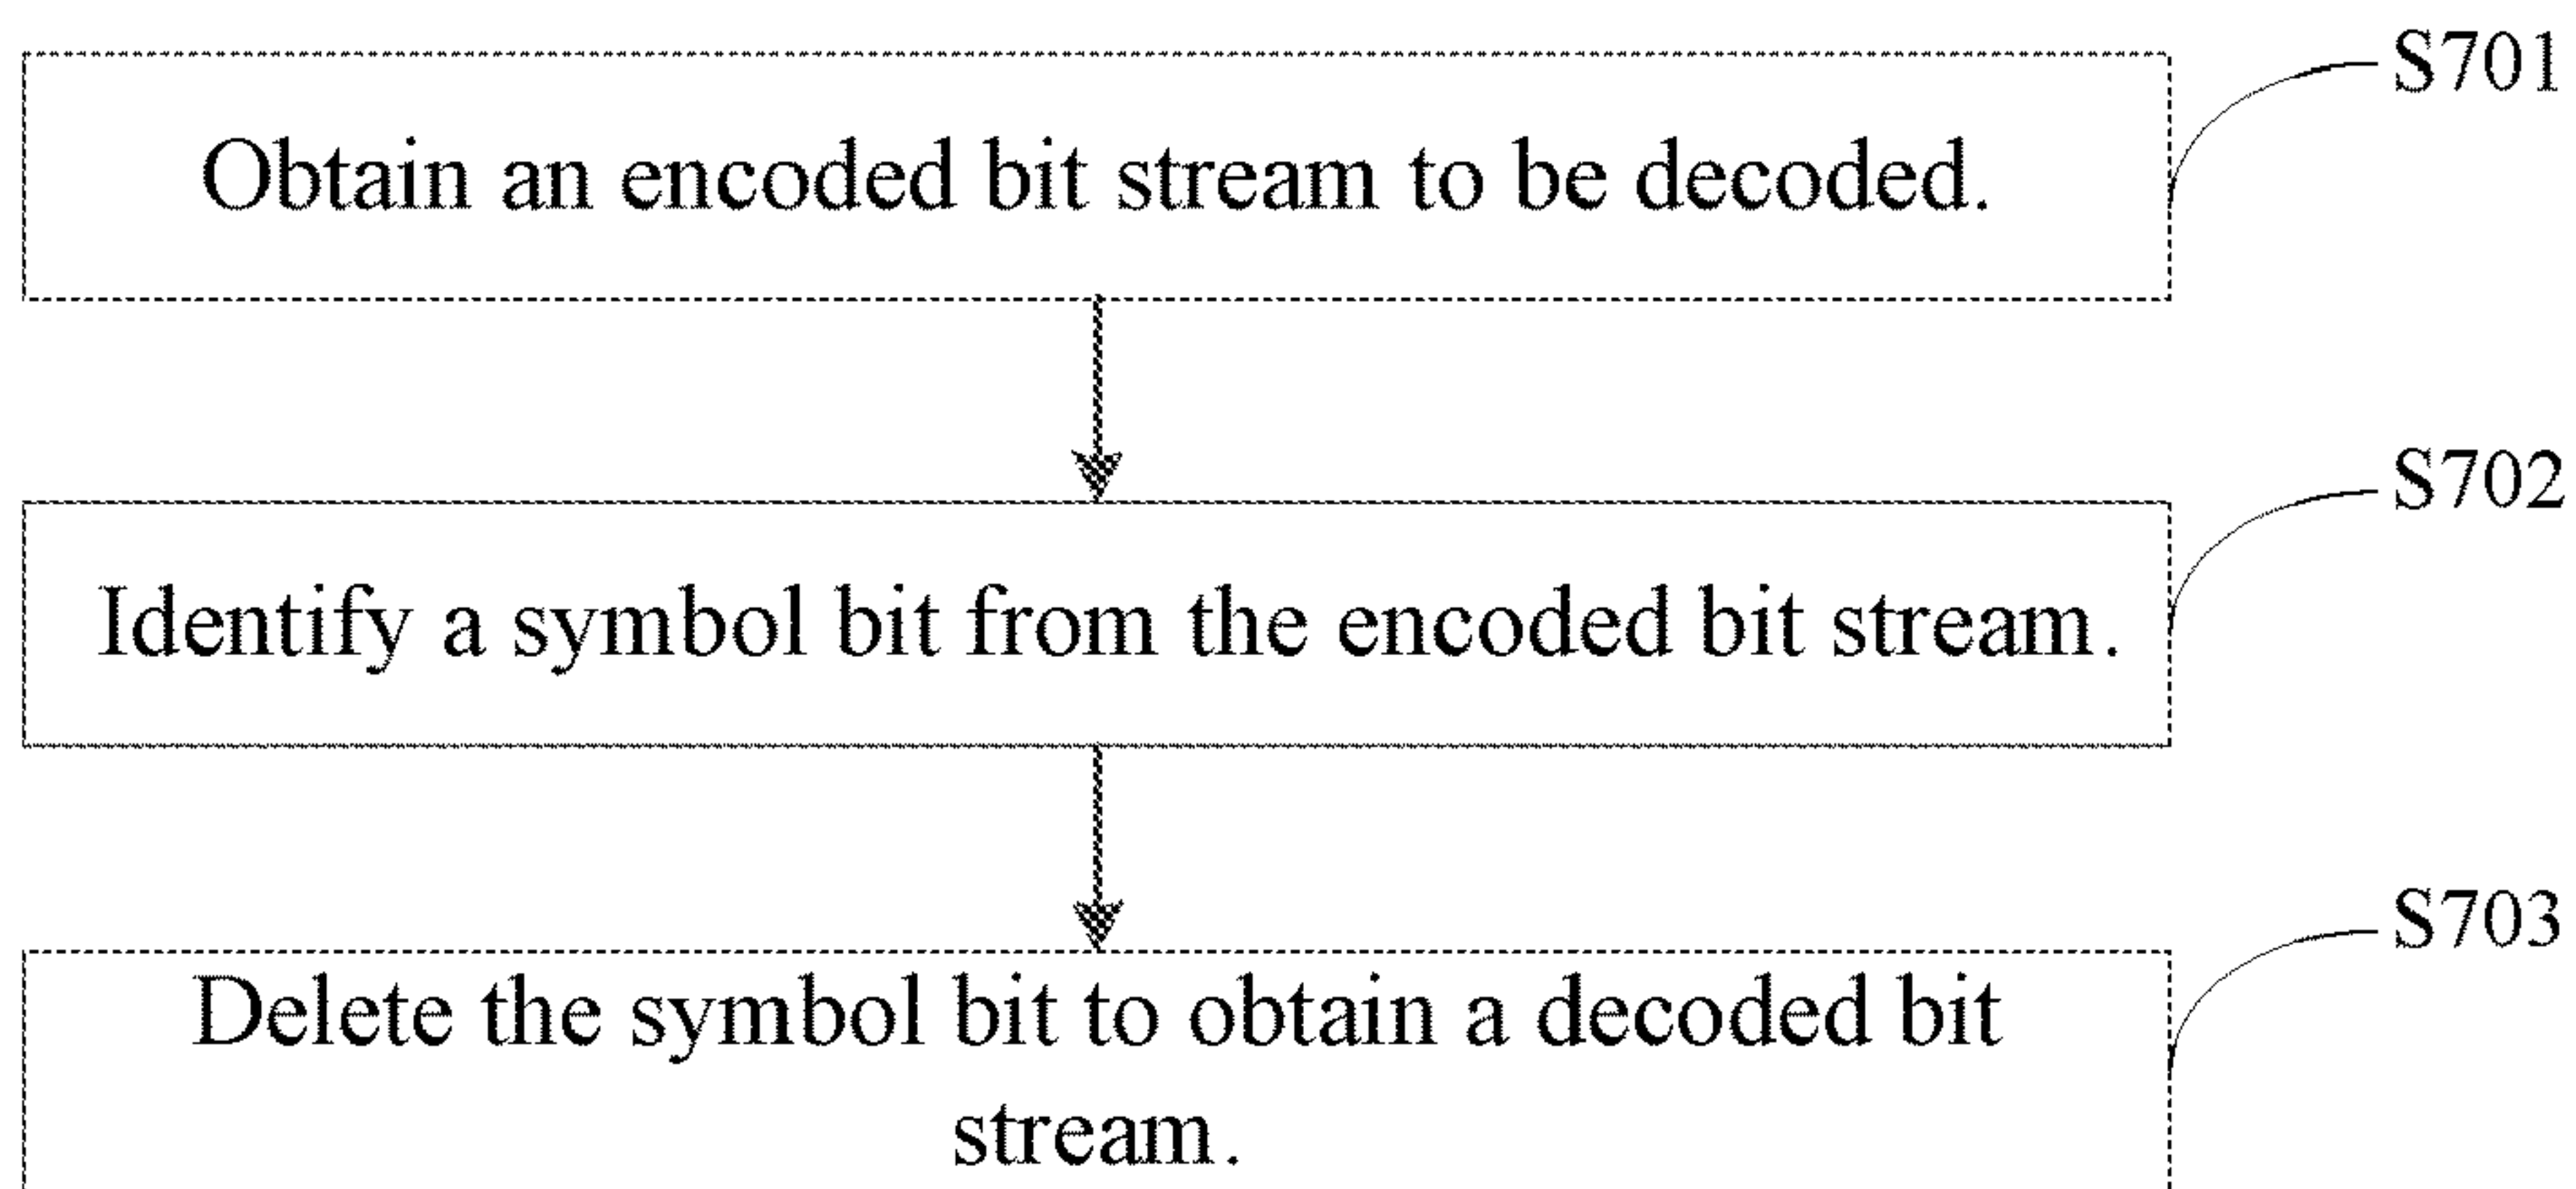 S701
Obtain an encoded bit stream to be decoded.
S702
Identify a symbol bit from the encoded bit stream.
S703
Delete the symbol bit to obtain a decoded bit
stream.